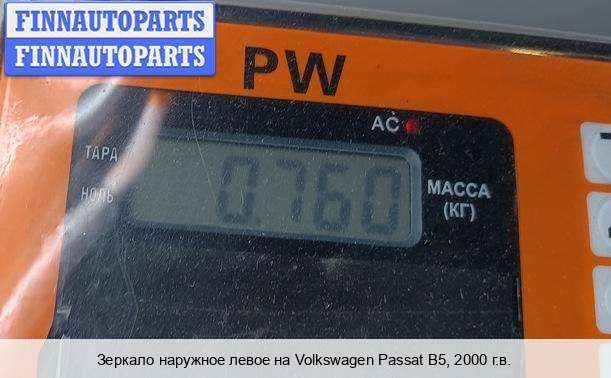 FINNAUTOPARTS
FINNAUTOPARTS
PW
AC
ТАРА
НОЛЬ
0.760
МАССА
(КГ)
Зеркало наружное левое на Volkswagen Passat B5, 2000 г.в.